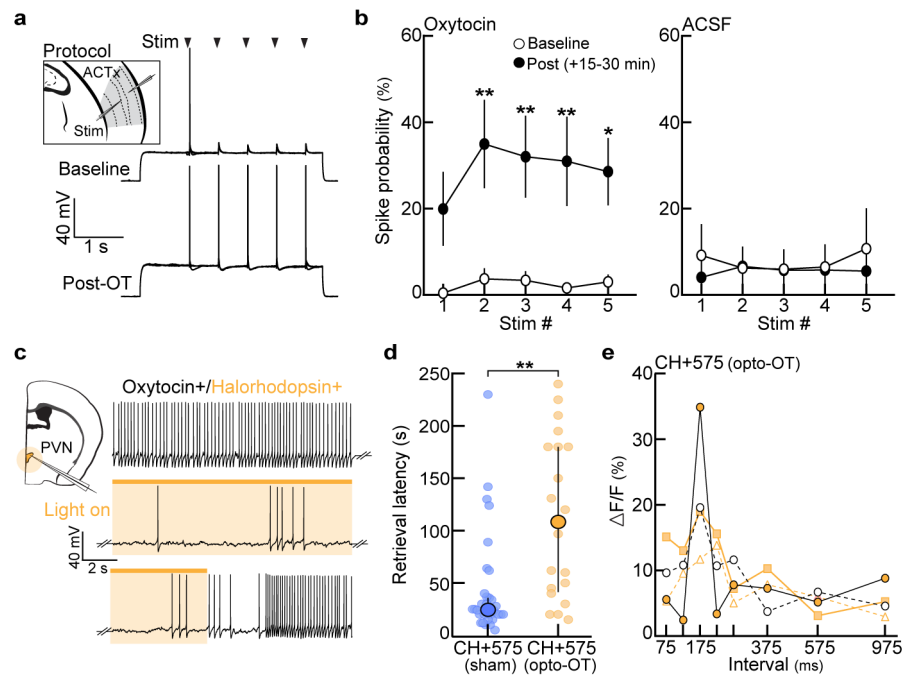 a
Stim
Protocol
ACTx
Stim
Baseline
40 mV
1 s
Post-OT
b
Oxytocin
Baseline
Post (+15-30 min)
ACSF
Spike probability (%)
60
40
20
0
**
**
**
*
1 2 3 4 5
Stim #
60
40
20
0
1 2 3 4 5
Stim #
c
Oxytocin+/Halorhodopsin+
PVN
Light on
40 mV
2 s
d
**
Retrieval latency (s)
250
200
150
100
50
0
CH+575 CH+575
(sham) (opto-OT)
e
CH+575 (opto-OT)
ΔF/F (%)
40
30
20
10
0
75 175 375 575 975
Interval (ms)